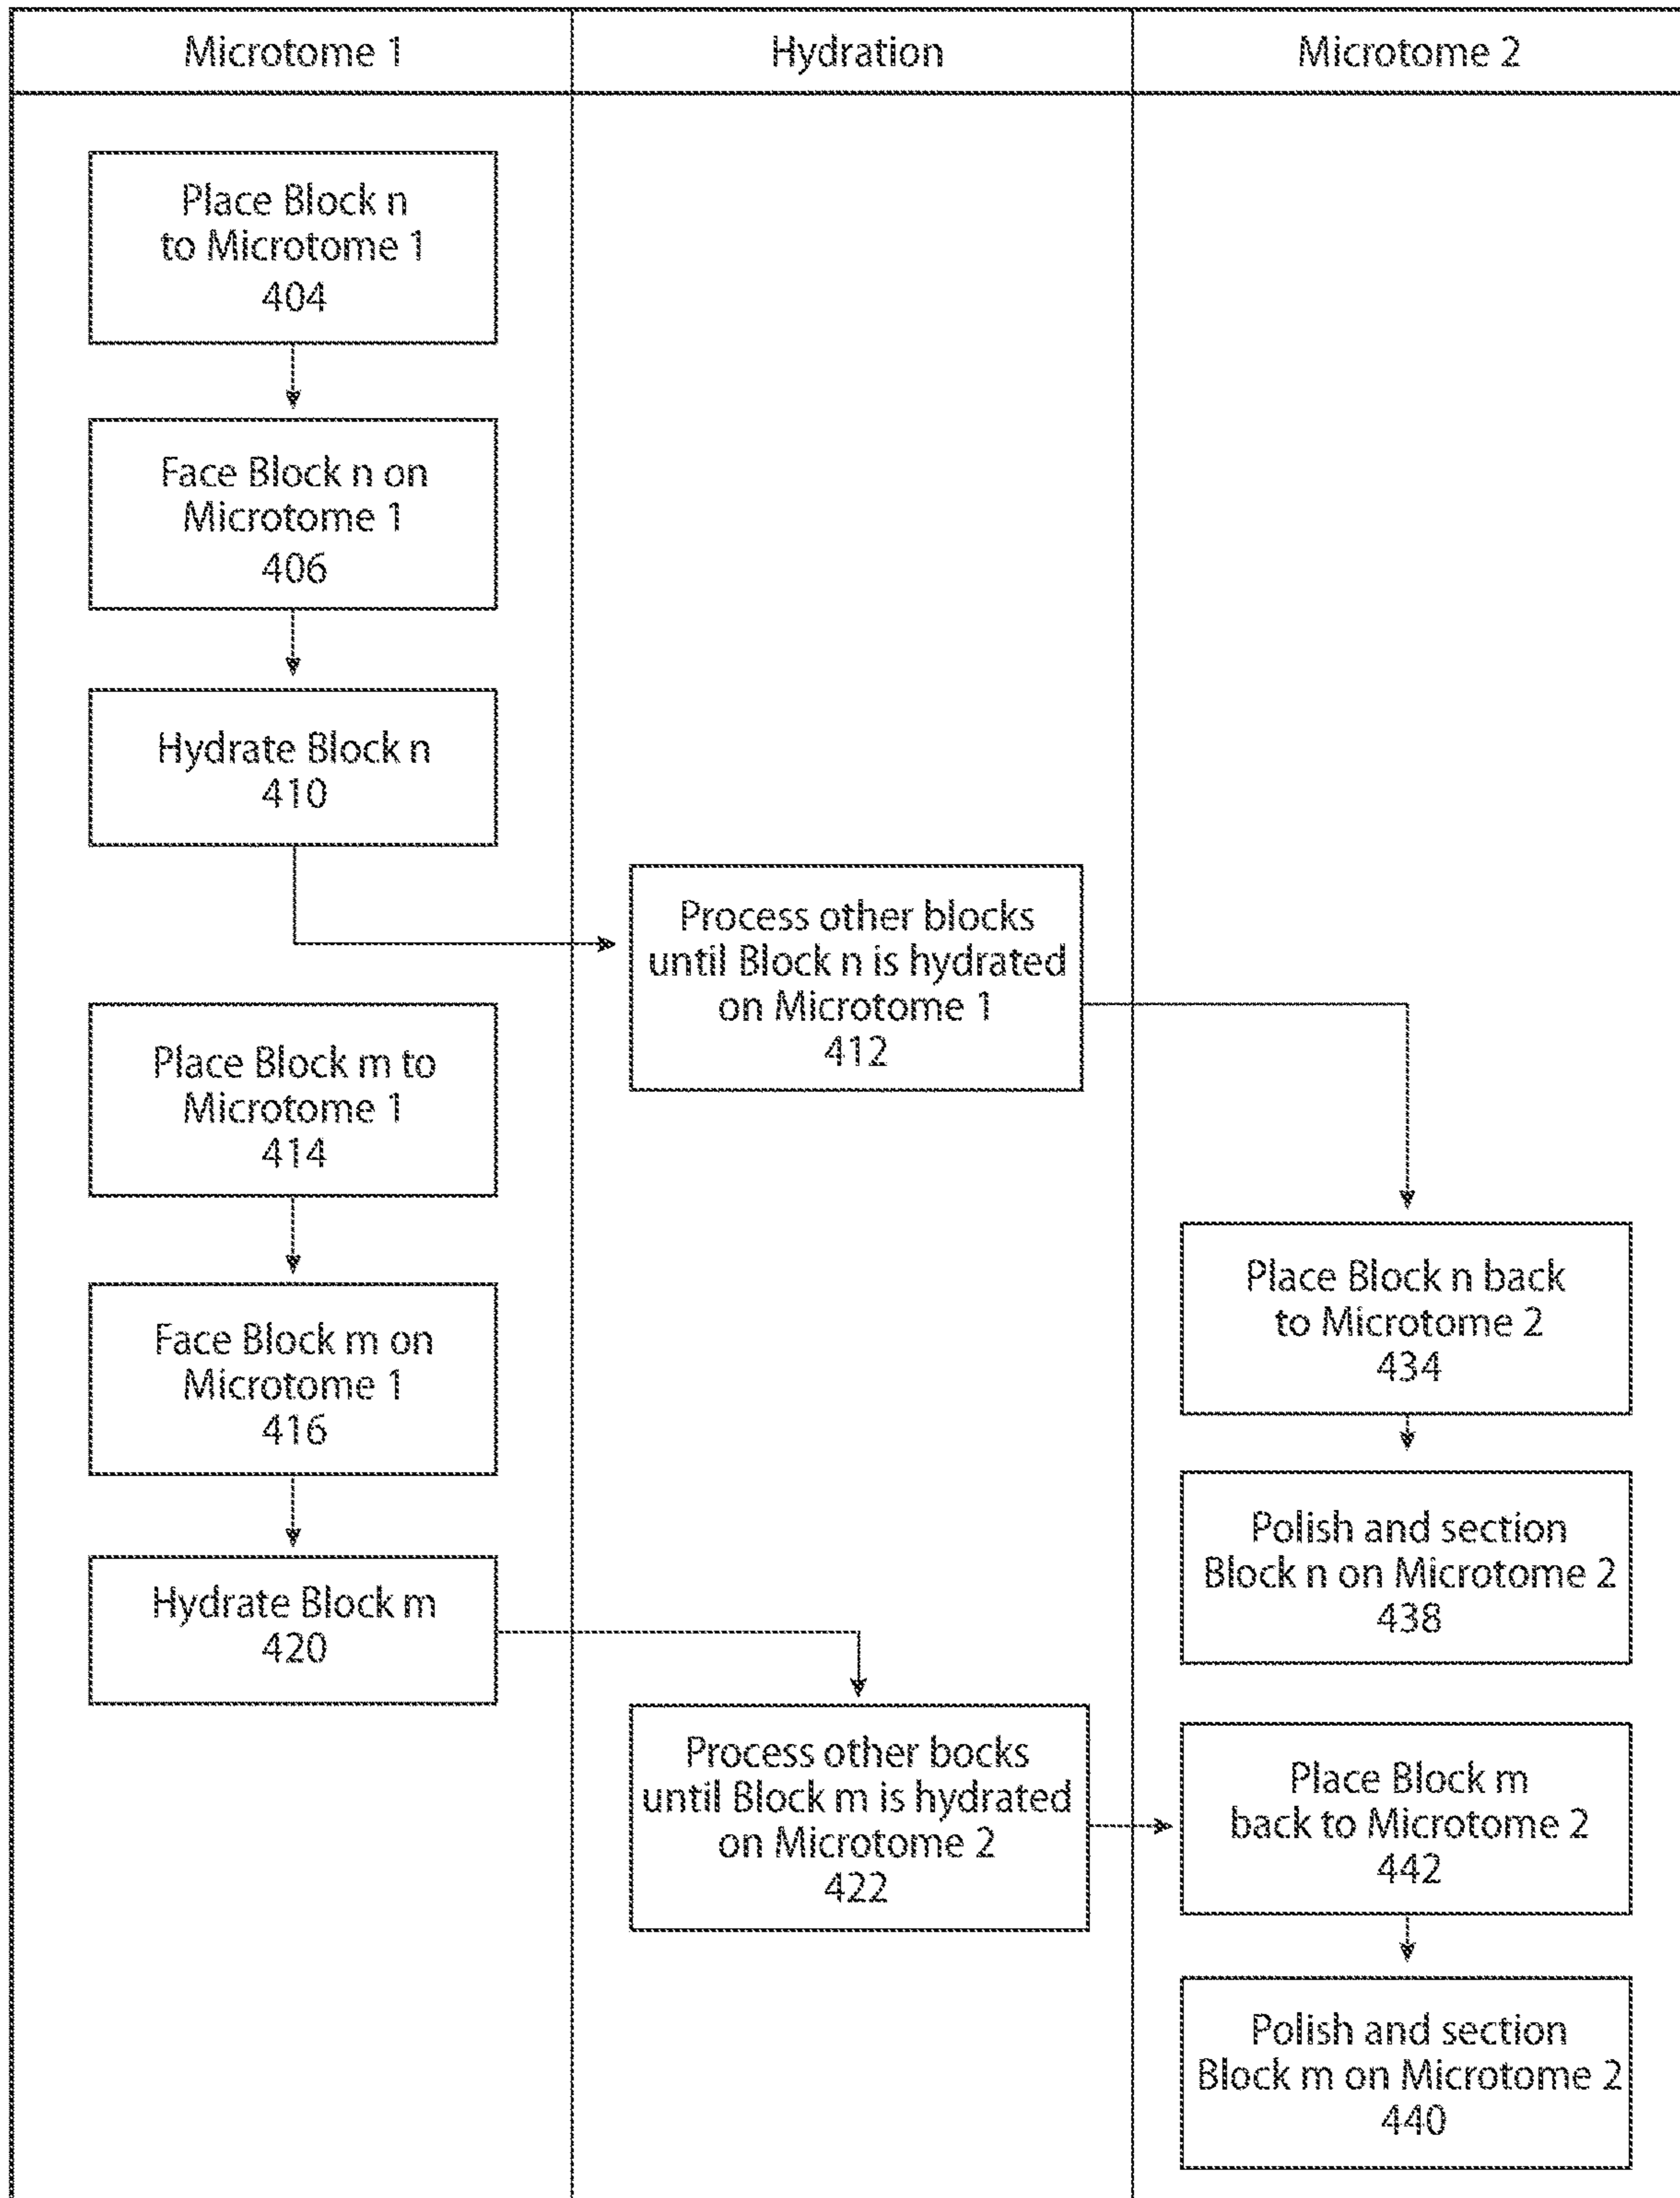 Microtome 1
Hydration
Microtome 2
Place Block n
to Microtome 1
404
Face Block n on
Microtome 1
406
Hydrate Block n
410
Process other blocks
until Block n is hydrated
on Microtome 1
412
Place Block m to
Microtome 1
414
Face Block m on
Microtome 1
416
Hydrate Block m
420
Process other bocks
until Block m is hydrated
on Microtome 2
422
Place Block n back
to Microtome 2
434
Polish and section
Block n on Microtome 2
438
Place Block m
back to Microtome 2
442
Polish and section
Block m on Microtome 2
440